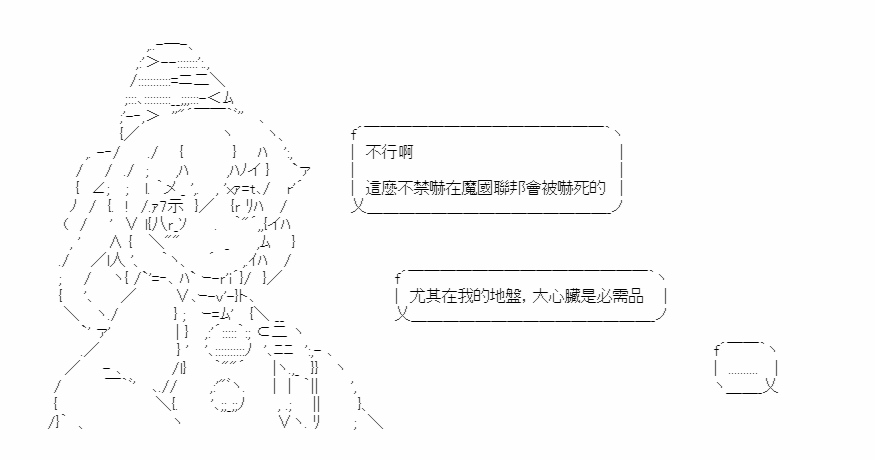 不行啊
這麼不禁嚇在魔國聯邦會被嚇死的
尤其在我的地盤, 大心臟是必需品
..........